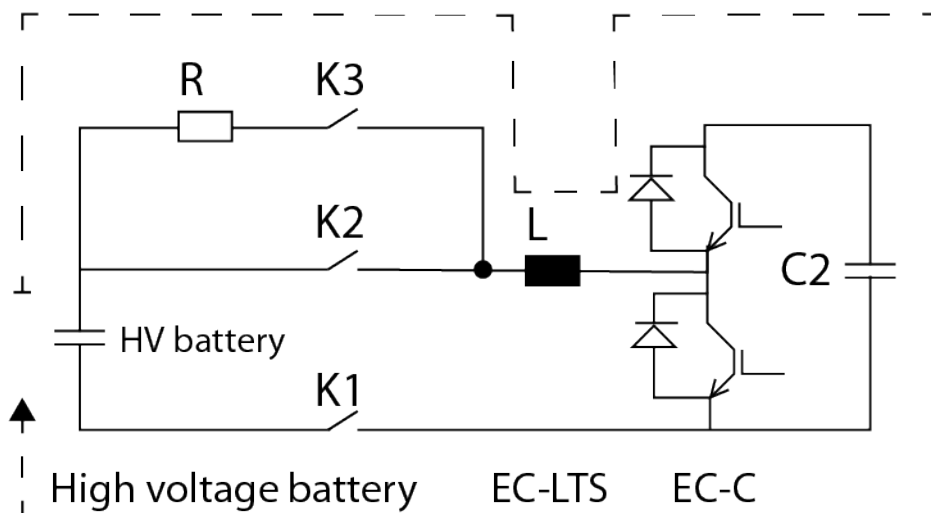 R
K3
K2
L
C2
HV battery
K1
High voltage battery
EC-LTS
EC-C